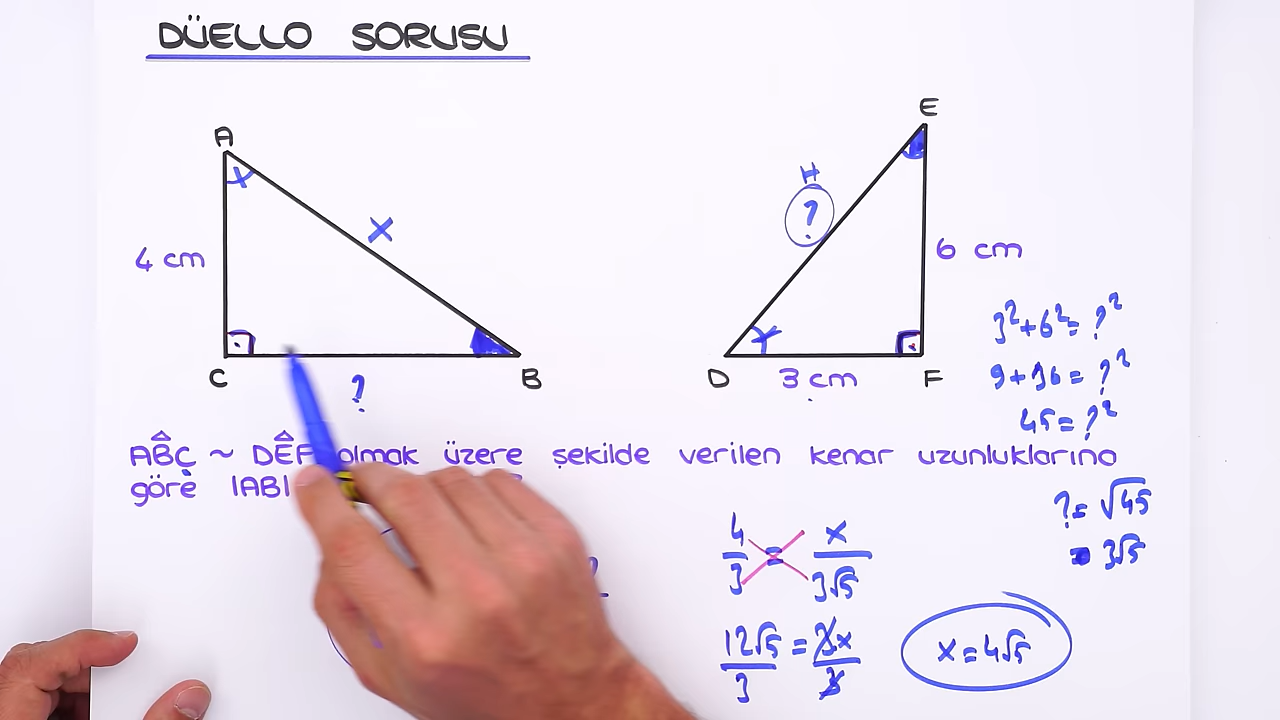 DÜELLO SORUSU
A
x
4 cm
x
C
?
B
E
H
?
6 cm
D
3 cm
F
3²+6²=?²
9+36=?²
45=?²
?=√45
=3√5
ABC ~ DEF olmak üzere şekilde verilen kenar uzunluklarına
göre |AB|
4/3 = x/3√5
12√5/3 = 3x/3
x=4√5